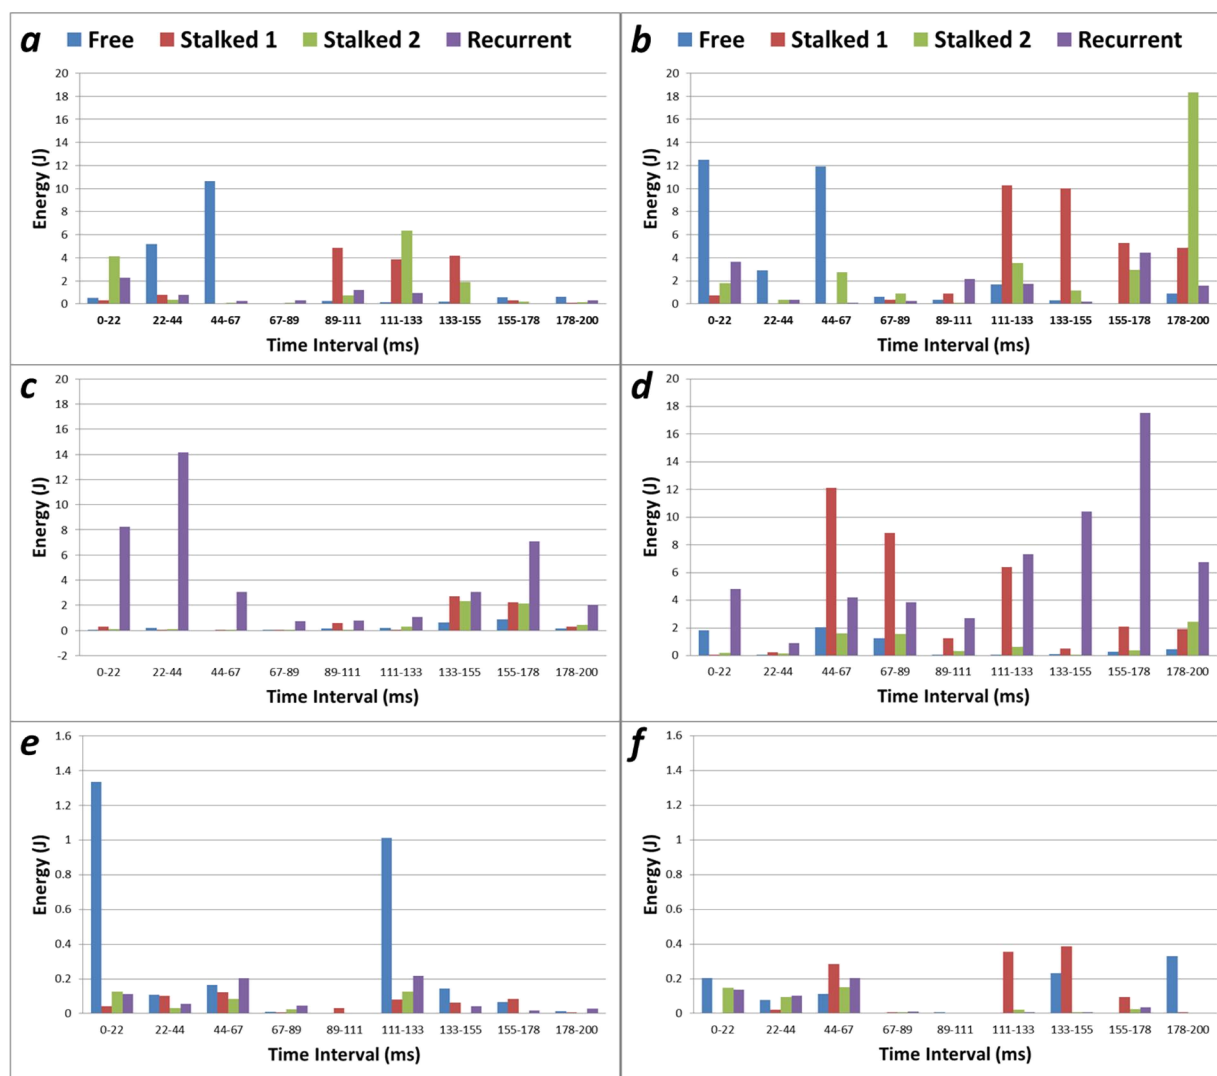 a Free Stalked 1 Stalked 2 Recurrent
20
18
16
14
12
10
8
6
4
2
0
Energy (J)
0-22 22-44 44-67 67-89 89-111 111-133 133-155 155-178 178-200
Time Interval (ms)
b Free Stalked 1 Stalked 2 Recurrent
20
18
16
14
12
10
8
6
4
2
0
Energy (J)
0-22 22-44 44-67 67-89 89-111 111-133 133-155 155-178 178-200
Time Interval (ms)
c
20
18
16
14
12
10
8
6
4
2
0
-2
Energy (J)
0-22 22-44 44-67 67-89 89-111 111-133 133-155 155-178 178-200
Time Interval (ms)
d
20
18
16
14
12
10
8
6
4
2
0
Energy (J)
0-22 22-44 44-67 67-89 89-111 111-133 133-155 155-178 178-200
Time Interval (ms)
e
1.6
1.4
1.2
1
0.8
0.6
0.4
0.2
0
Energy (J)
0-22 22-44 44-67 67-89 89-111 111-133 133-155 155-178 178-200
Time Interval (ms)
f
1.6
1.4
1.2
1
0.8
0.6
0.4
0.2
0
Energy (J)
0-22 22-44 44-67 67-89 89-111 111-133 133-155 155-178 178-200
Time Interval (ms)